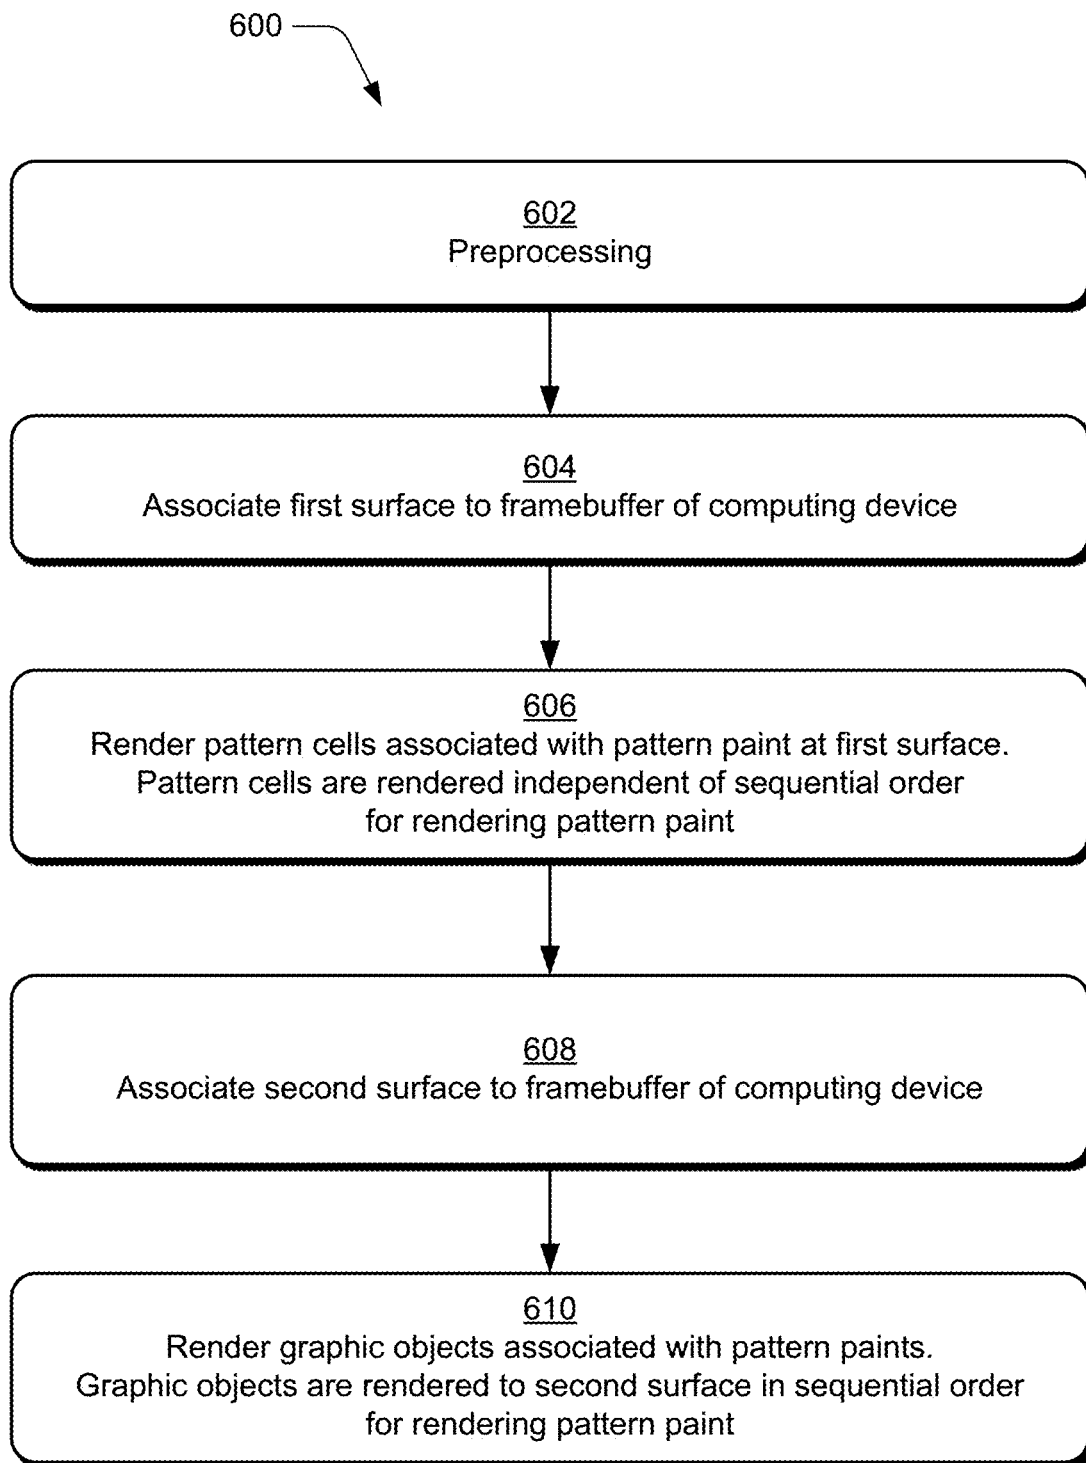 600
602
Preprocessing
604
Associate first surface to framebuffer of computing device
606
Render pattern cells associated with pattern paint at first surface.
Pattern cells are rendered independent of sequential order
for rendering pattern paint
608
Associate second surface to framebuffer of computing device
610
Render graphic objects associated with pattern paints.
Graphic objects are rendered to second surface in sequential order
for rendering pattern paint